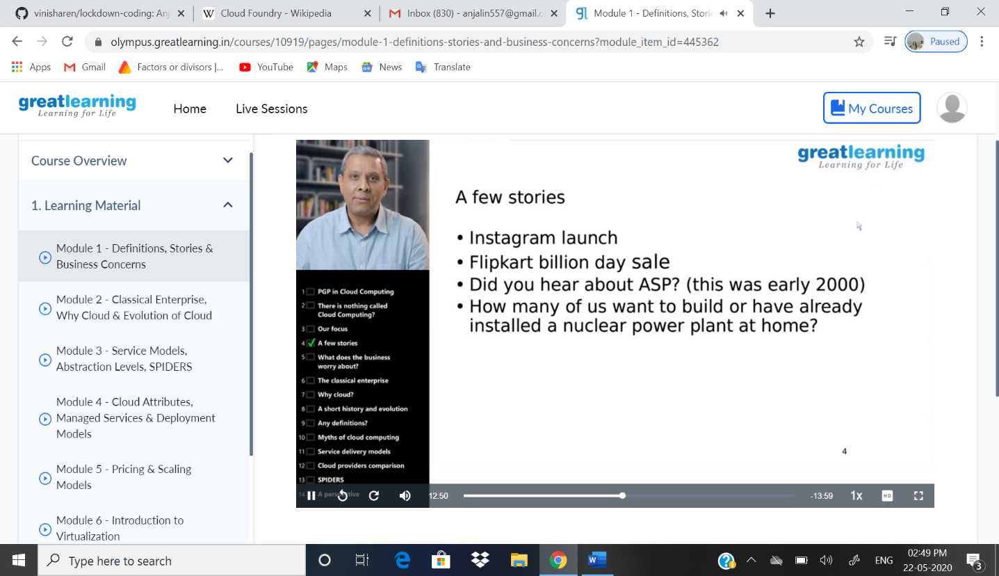 vinisharen/lockdown-coding: Anj
Cloud Foundry - Wikipedia
Inbox (830) - anjalin557@gmail.c
Module 1 - Definitions, Storie
olympus.greatlearning.in/courses/10919/pages/module-1-definitions-stories-and-business-concerns?module_item_id=445362
Paused
Apps
Gmail
Factors or divisors |...
YouTube
Maps
News
Translate
greatlearning
Learning for Life
Home
Live Sessions
My Courses
Course Overview
1. Learning Material
Module 1 - Definitions, Stories &
Business Concerns
Module 2 - Classical Enterprise,
Why Cloud & Evolution of Cloud
Module 3 - Service Models,
Abstraction Levels, SPIDERS
Module 4 - Cloud Attributes,
Managed Services & Deployment
Models
Module 5 - Pricing & Scaling
Models
Module 6 - Introduction to
Virtualization
greatlearning
Learning for Life
A few stories
• Instagram launch
• Flipkart billion day sale
• Did you hear about ASP? (this was early 2000)
• How many of us want to build or have already
installed a nuclear power plant at home?
4
1 PGP in Cloud Computing
2 There is nothing called
Cloud Computing?
3 Our focus
4 A few stories
5 What does the business
worry about?
6 The classical enterprise
7 Why cloud?
8 A short history and evolution
9 Any definitions?
10 Myths of cloud computing
11 Service delivery models
12 Cloud providers comparison
13 SPIDERS
14 A perspective
12:50
-13:59
1x
HD
Type here to search
W
ENG
02:49 PM
22-05-2020
3